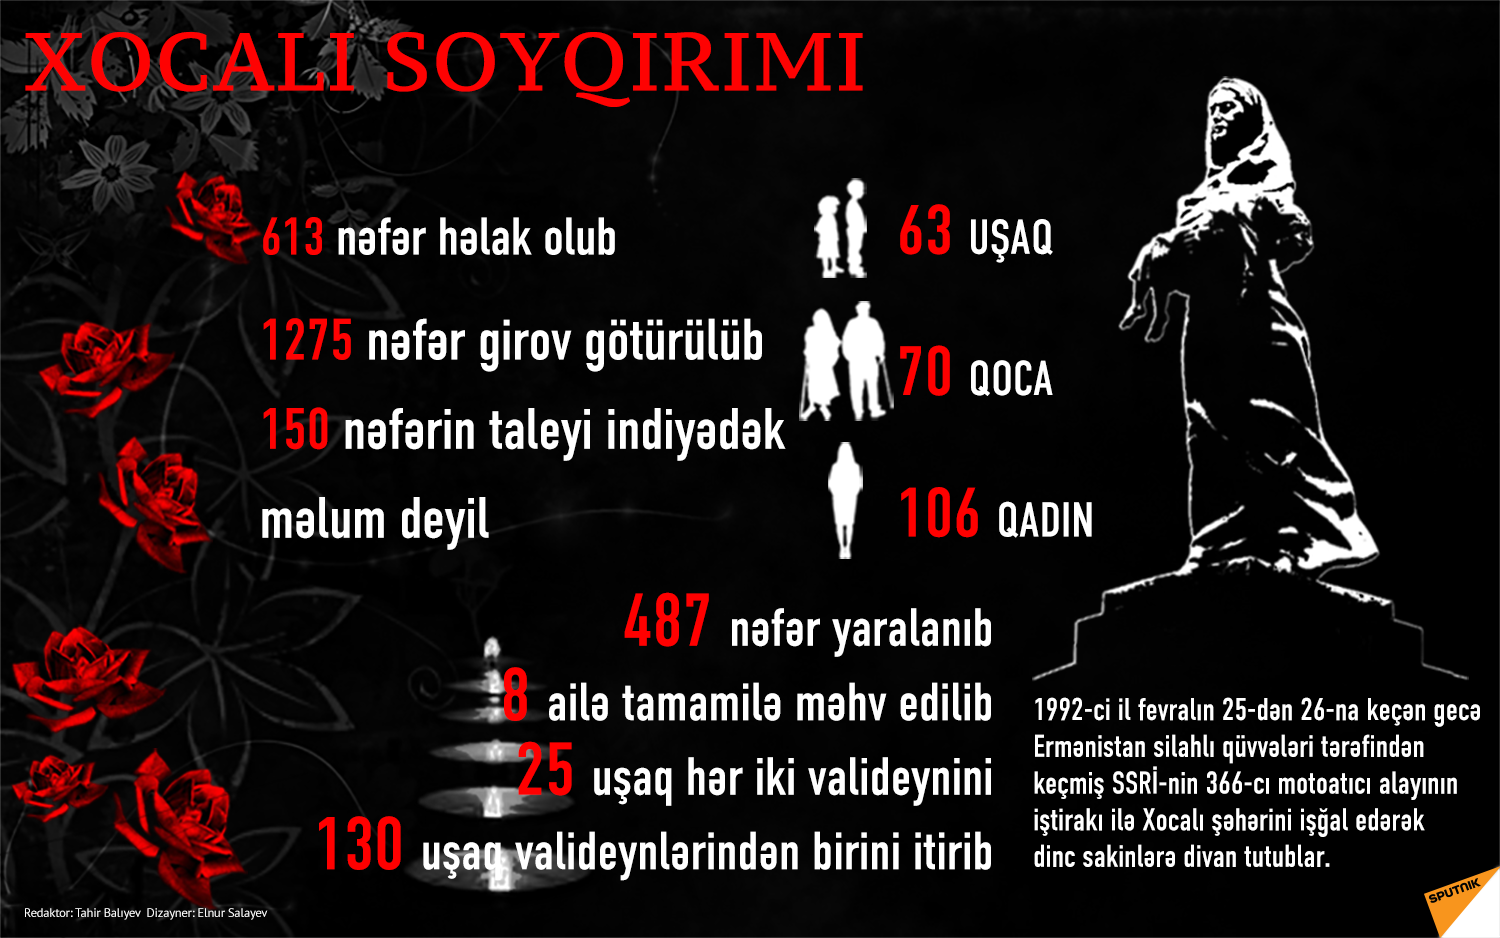 XOCALI SOYQIRIMI
613 nəfər həlak olub
1275 nəfər girov götürülüb
150 nəfərin taleyi indiyədək
məlum deyil
63 UŞAQ
70 QOCA
106 QADIN
487 nəfər yaralanıb
8 ailə tamamilə məhv edilib
25 uşaq hər iki valideynini
130 uşaq valideynlərindən birini itirib
1992-ci il fevralın 25-dən 26-na keçən gecə
Ermənistan silahlı qüvvələri tərəfindən
keçmiş SSRİ-nin 366-cı motoatıcı alayının
iştirakı ilə Xocalı şəhərini işğal edərək
dinc sakinlərə divan tutublar.
Redaktor: Tahir Balıyev Dizayner: Elnur Salayev
SPUTNIK